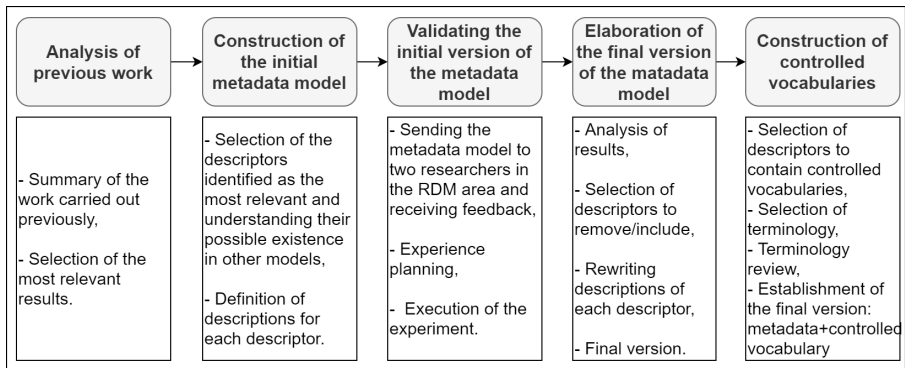 Analysis of
previous work
Construction of
the initial
metadata model
Validating the
initial version of
the metadata
model
Elaboration of
the final version
of the matadata
model
Construction of
controlled
vocabularies
- Summary of the
work carried out
previously,
- Selection of the
most relevant
results.
- Selection of the
descriptors
identified as the
most relevant and
understanding their
possible existence
in other models,
- Definition of
descriptions for
each descriptor.
- Sending the
metadata model to
two researchers in
the RDM area and
receiving feedback,
- Experience
planning,
- Execution of the
experiment.
- Analysis of
results,
- Selection of
descriptors to
remove/include,
- Rewriting
descriptions of
each descriptor,
- Final version.
- Selection of
descriptors to
contain controlled
vocabularies,
- Selection of
terminology,
- Terminology
review,
- Establishment of
the final version:
metadata+controlled
vocabulary